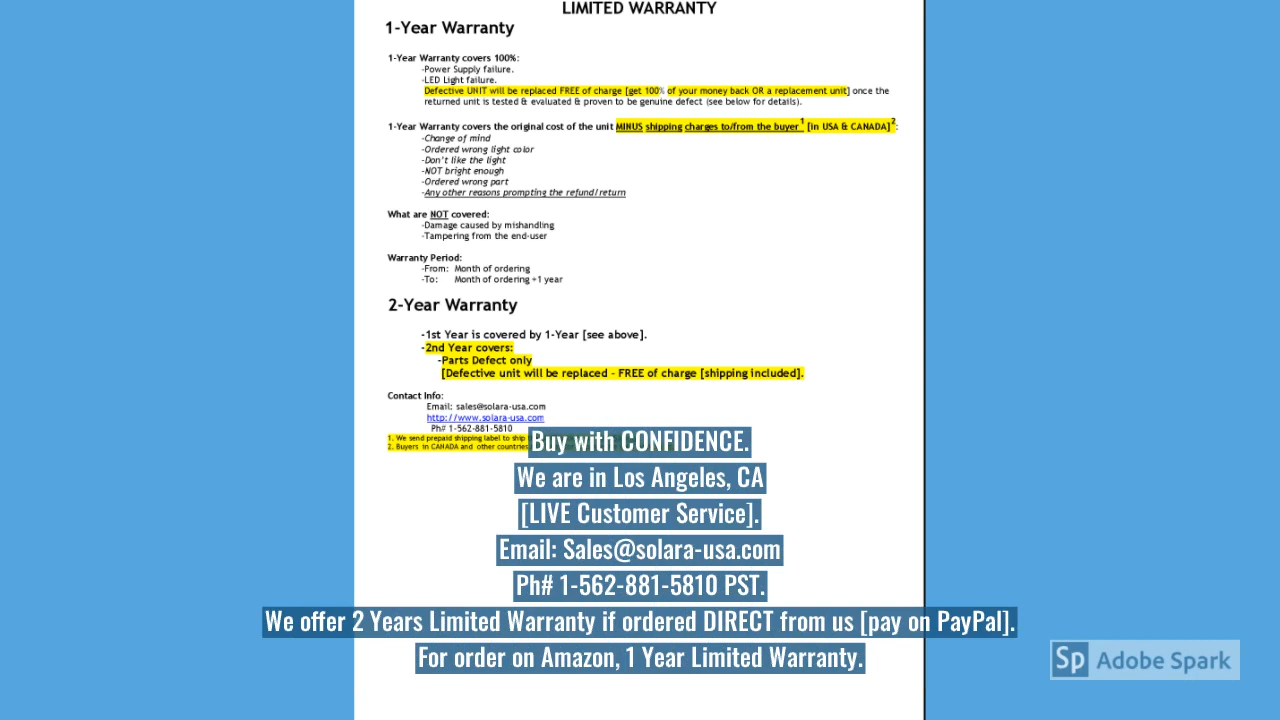 LIMITED WARRANTY
1-Year Warranty
1-Year Warranty covers 100%:
-Power Supply failure.
-LED Light failure.
Defective UNIT will be replaced FREE of charge [get 100% of your money back OR a replacement unit] once the
returned unit is tested & evaluated & proven to be genuine defect (see below for details).
1-Year Warranty covers the original cost of the unit MINUS shipping charges to/from the buyer1 [in USA & CANADA]2:
-Change of mind
-Ordered wrong light color
-Don't like the light
-NOT bright enough
-Ordered wrong part
-Any other reasons prompting the refund/return
What are NOT covered:
-Damage caused by mishandling
-Tampering from the end-user
Warranty Period:
-From: Month of ordering
-To: Month of ordering +1 year
2-Year Warranty
-1st Year is covered by 1-Year [see above].
-2nd Year covers:
-Parts Defect only
[Defective unit will be replaced - FREE of charge [shipping included].
Contact Info:
Email: sales@solara-usa.com
http://www.solara-usa.com
Ph# 1-562-881-5810
1. We send prepaid shipping label to ship
2. Buyers in CANADA and other countries
Buy with CONFIDENCE.
We are in Los Angeles, CA
[LIVE Customer Service].
Email: Sales@solara-usa.com
Ph# 1-562-881-5810 PST.
We offer 2 Years Limited Warranty if ordered DIRECT from us [pay on PayPal].
For order on Amazon, 1 Year Limited Warranty.
Sp Adobe Spark